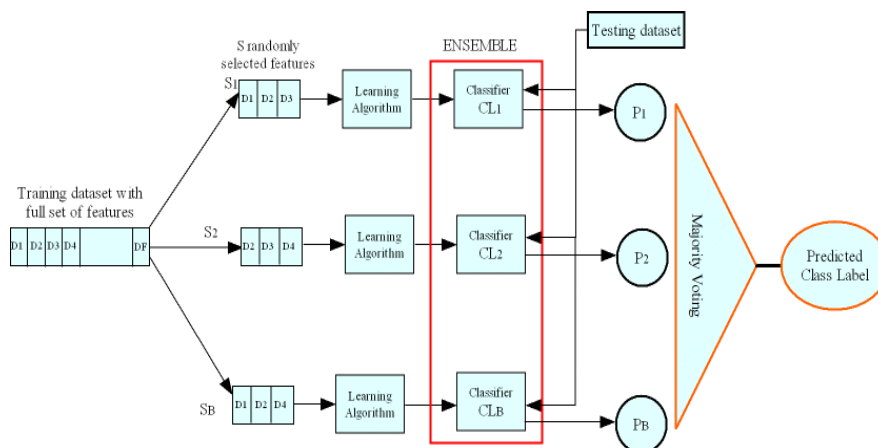 Testing dataset
ENSEMBLE
S randomly
selected features
S1
D1 D2 D3
Learning
Algorithm
Classifier
CL1
P1
Training dataset with
full set of features
D1 D2 D3 D4 DF
S2
D2 D3 D4
Learning
Algorithm
Classifier
CL2
P2
Majority Voting
Predicted
Class Label
SB
D1 D2 D4
Learning
Algorithm
Classifier
CLB
PB